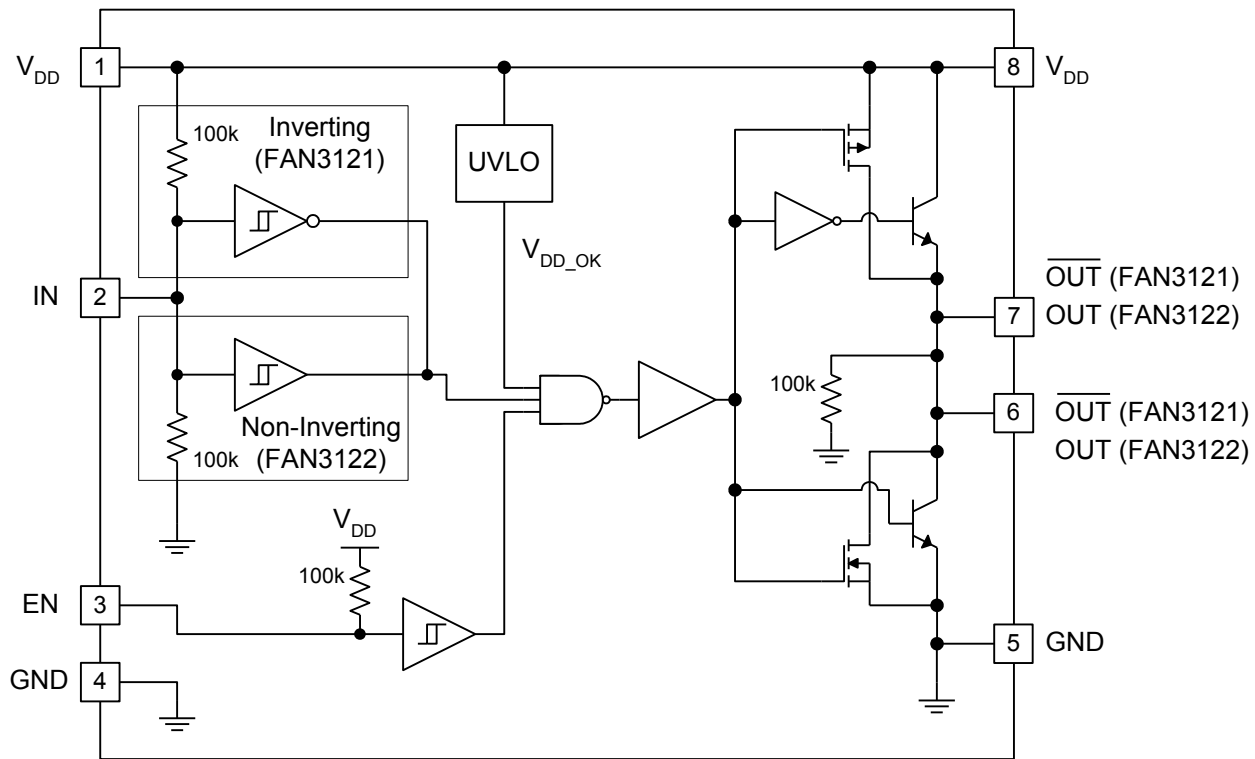 V_DD 1
8 V_DD
100k
Inverting
(FAN3121)
UVLO
V_DD_OK
IN 2
OUT (FAN3121)
7
OUT (FAN3122)
100k
Non-Inverting
(FAN3122)
100k
6
OUT (FAN3121)
OUT (FAN3122)
V_DD
100k
EN 3
GND 4
5 GND